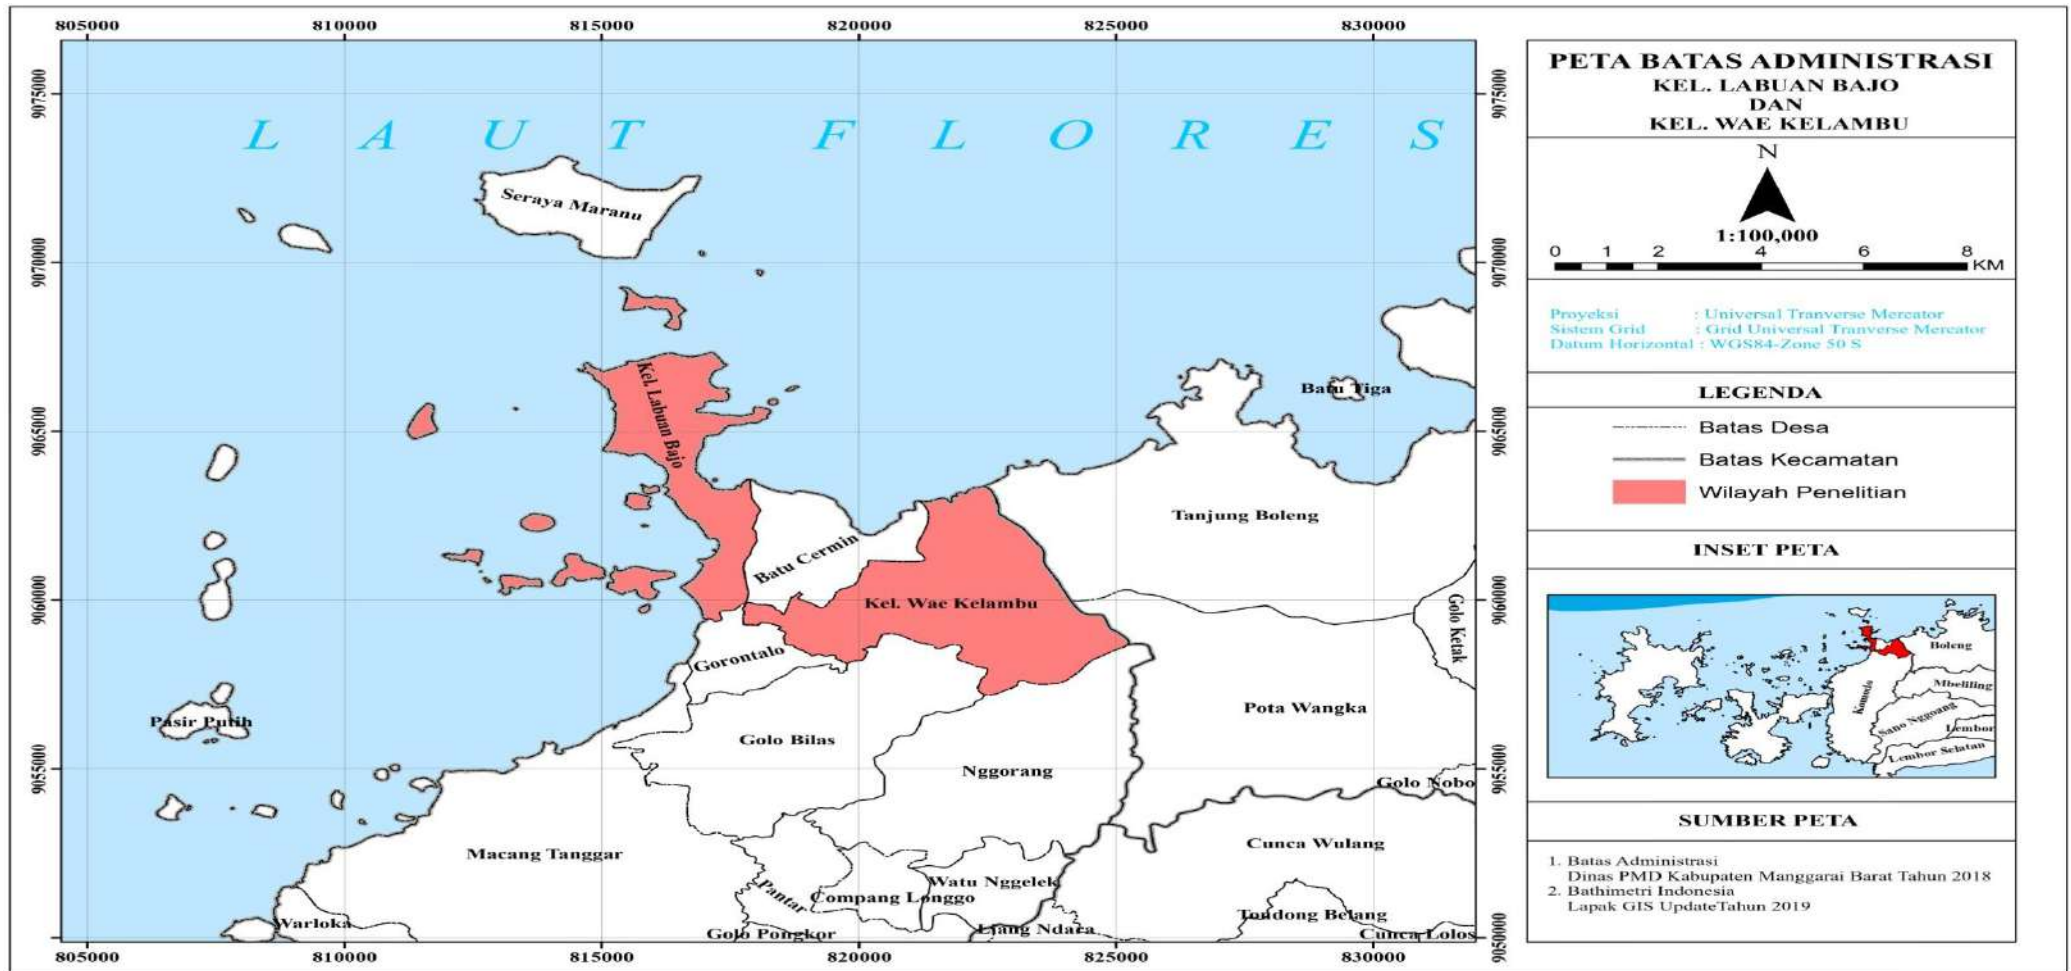 805000 810000 815000 820000 825000 830000
9075000
9070000
9065000
9060000
9055000
L A U T F L O R E S
Seraya Maranu
Kel. Labuan Bajo
Batu Tiga
Tanjung Boleng
Batu Cermin
Kel. Wae Kelambu
Golo Ketak
Gorontalo
Pota Wangka
Pasir Putih
Golo Bilas
Nggorang
Golo Nobo
Macang Tanggar
Cunca Wulang
Watu Nggelek
Pantar
Compang Longgo
Warloka
Tondong Belang
Golo Pongkor
Liang Ndara
Cunca Lolos
9075000
9070000
9065000
9060000
9055000
9050000
805000 810000 815000 820000 825000 830000
PETA BATAS ADMINISTRASI
KEL. LABUAN BAJO
DAN
KEL. WAE KELAMBU
N
1:100,000
0 1 2 4 6 8
KM
Proyeksi : Universal Tranverse Mercator
Sistem Grid : Grid Universal Tranverse Mercator
Datum Horizontal : WGS84-Zone 50 S
LEGENDA
Batas Desa
Batas Kecamatan
Wilayah Penelitian
INSET PETA
Boleng
Mbeliling
Komodo
Sano Nggoang
Lembor
Lembor Selatan
SUMBER PETA
1. Batas Administrasi
Dinas PMD Kabupaten Manggarai Barat Tahun 2018
2. Bathimetri Indonesia
Lapak GIS UpdateTahun 2019